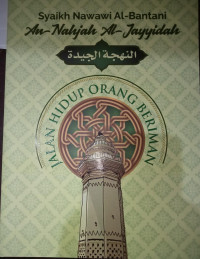 Syaikh Nawawi Al-Bantani
An-Nahjah Al-Jayyidah
النهجة الجيدة
JALAN HIDUP ORANG BERIMAN